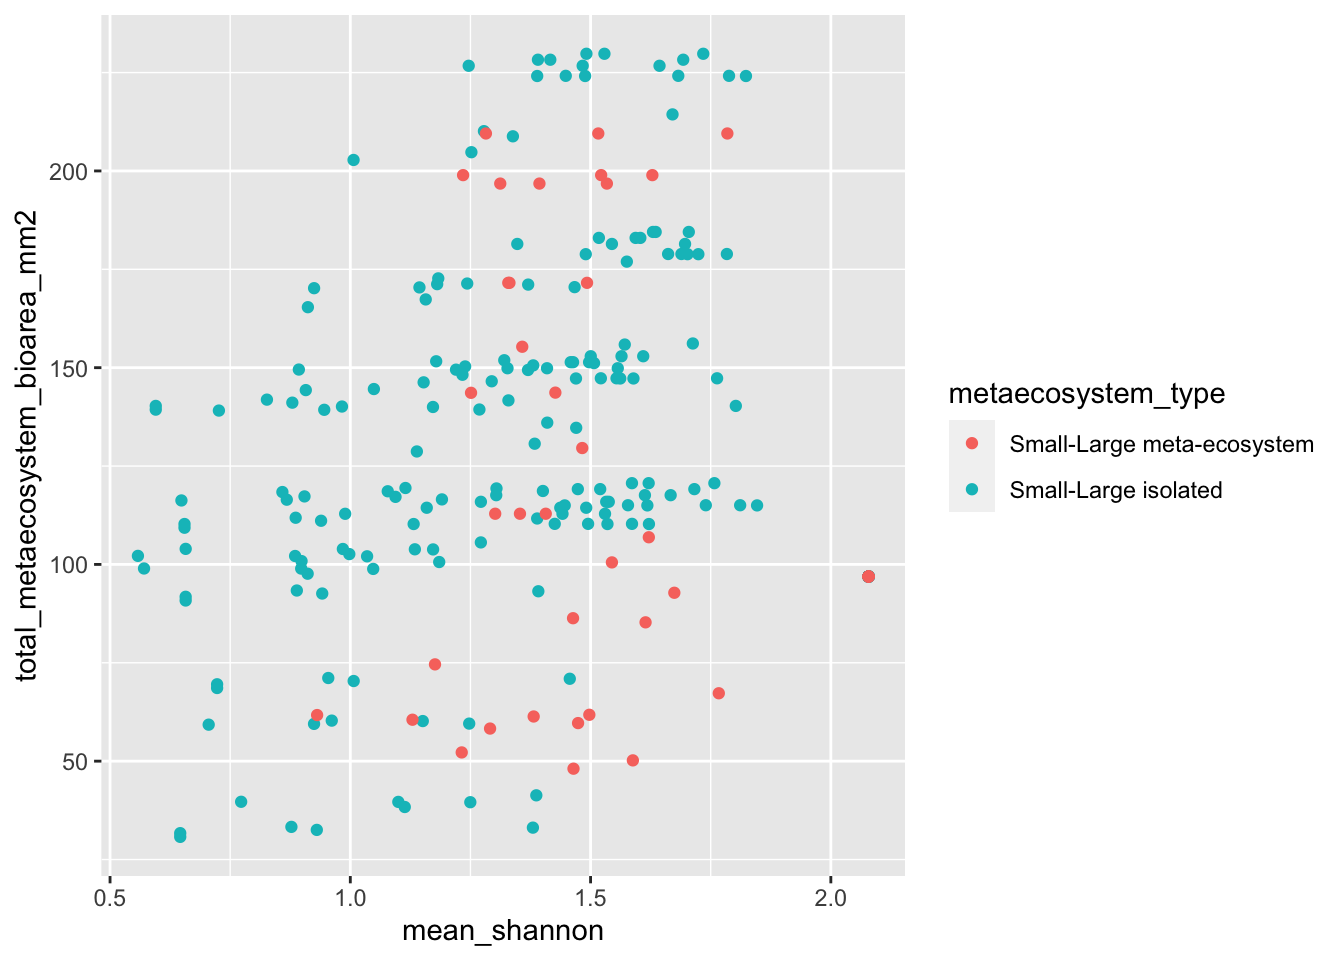 total_metaecosystem_bioarea_mm2
200
150
100
50
0.5
1.0
1.5
2.0
mean_shannon
metaecosystem_type
Small-Large meta-ecosystem
Small-Large isolated